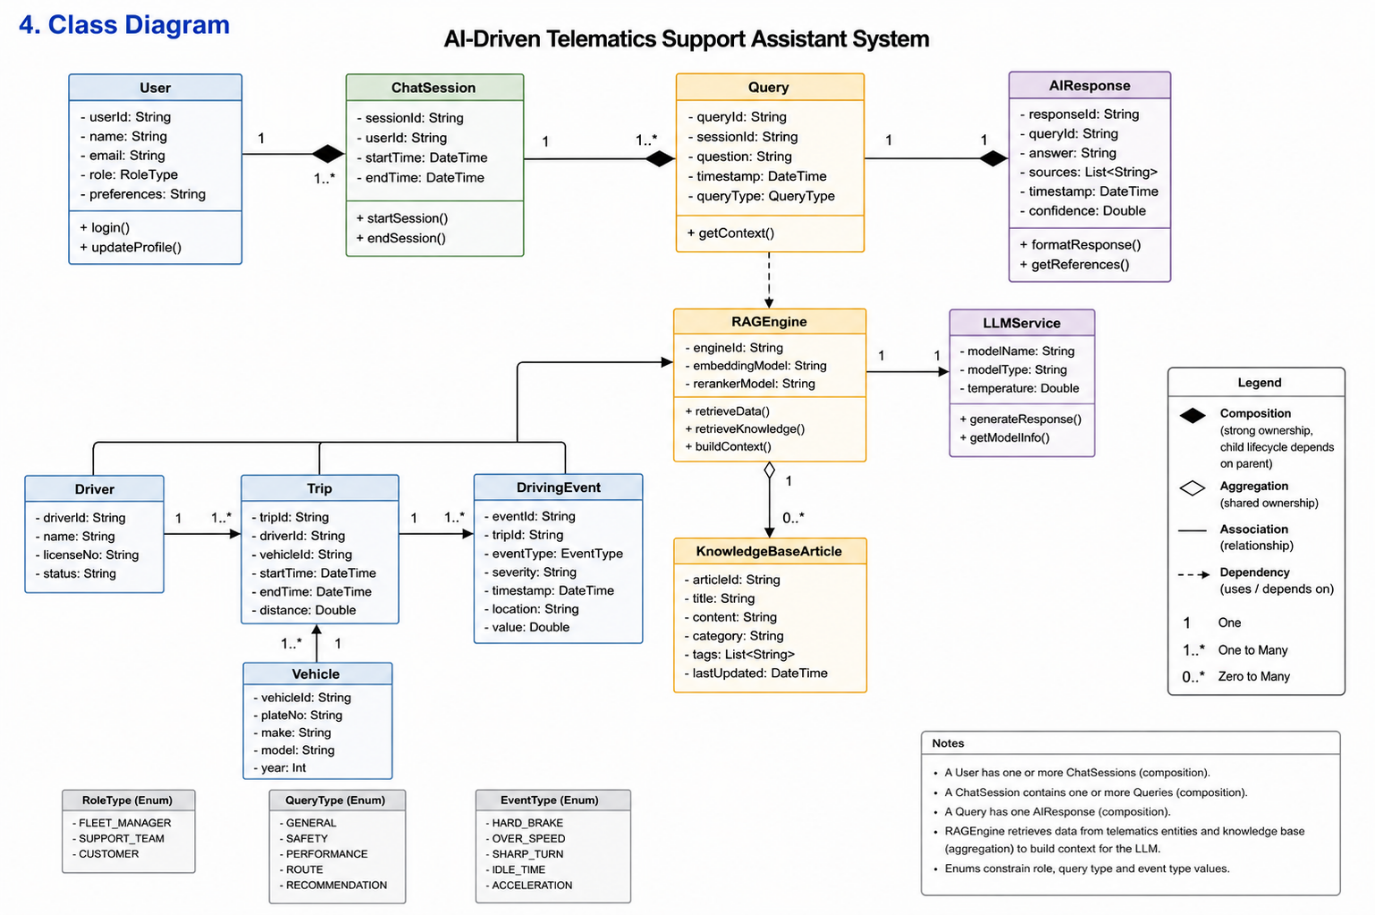 4. Class Diagram
AI-Driven Telematics Support Assistant System
User
- userId: String
- name: String
- email: String
- role: RoleType
- preferences: String
+ login()
+ updateProfile()
1
1..*
ChatSession
- sessionId: String
- userId: String
- startTime: DateTime
- endTime: DateTime
+ startSession()
+ endSession()
1
1..*
Query
- queryId: String
- sessionId: String
- question: String
- timestamp: DateTime
- queryType: QueryType
+ getContext()
1
1
AIResponse
- responseId: String
- queryId: String
- answer: String
- sources: List<String>
- timestamp: DateTime
- confidence: Double
+ formatResponse()
+ getReferences()
RAGEngine
- engineId: String
- embeddingModel: String
- rerankerModel: String
+ retrieveData()
+ retrieveKnowledge()
+ buildContext()
1
1
LLMService
- modelName: String
- modelType: String
- temperature: Double
+ generateResponse()
+ getModelInfo()
Driver
- driverId: String
- name: String
- licenseNo: String
- status: String
1
1..*
Trip
- tripId: String
- driverId: String
- vehicleId: String
- startTime: DateTime
- endTime: DateTime
- distance: Double
1
1..*
DrivingEvent
- eventId: String
- tripId: String
- eventType: EventType
- severity: String
- timestamp: DateTime
- location: String
- value: Double
1
0..*
KnowledgeBaseArticle
- articleId: String
- title: String
- content: String
- category: String
- tags: List<String>
- lastUpdated: DateTime
1..*
1
Vehicle
- vehicleId: String
- plateNo: String
- make: String
- model: String
- year: Int
Legend
Composition
(strong ownership,
child lifecycle depends
on parent)
Aggregation
(shared ownership)
Association
(relationship)
Dependency
(uses / depends on)
1 One
1..* One to Many
0..* Zero to Many
RoleType (Enum)
- FLEET_MANAGER
- SUPPORT_TEAM
- CUSTOMER
QueryType (Enum)
- GENERAL
- SAFETY
- PERFORMANCE
- ROUTE
- RECOMMENDATION
EventType (Enum)
- HARD_BRAKE
- OVER_SPEED
- SHARP_TURN
- IDLE_TIME
- ACCELERATION
Notes
• A User has one or more ChatSessions (composition).
• A ChatSession contains one or more Queries (composition).
• A Query has one AIResponse (composition).
• RAGEngine retrieves data from telematics entities and knowledge base
(aggregation) to build context for the LLM.
• Enums constrain role, query type and event type values.